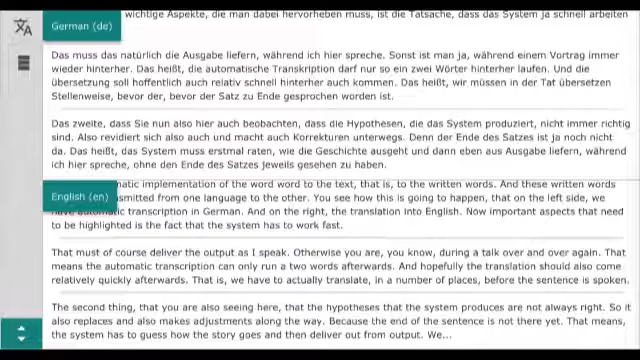 wichtige Aspekte, die man dabei hervorheben muss, ist die Tatsache, dass das System ja schnell arbeiten
German (de)
Das muss das natürlich die Ausgabe liefern, während ich hier spreche. Sonst ist man ja, während einem Vortrag immer
wieder hinterher. Das heißt, die automatische Transkription darf nur so ein zwei Wörter hinterher laufen. Und die
übersetzung soll hoffentlich auch relativ schnell hinterher auch kommen. Das heißt, wir müssen in der Tat übersetzen
Stellenweise, bevor der, bevor der Satz zu Ende gesprochen worden ist.
Das zweite, dass Sie nun also hier auch beobachten, dass die Hypothesen, die das System produziert, nicht immer richtig
sind. Also revidiert sich also auch und macht auch Korrekturen unterwegs. Denn der Ende des Satzes ist ja noch nicht
da. Das heißt, das System muss erstmal raten, wie die Geschichte ausgeht und dann eben aus Ausgabe liefern, während
ich hier spreche, ohne den Ende des Satzes jeweils gesehen zu haben.
matic implementation of the word word to the text, that is, to the written words. And these written words
English (en)
smitted from one language to the other. You see how this is going to happen, that on the left side, we
have automatic transcription in German. And on the right, the translation into English. Now important aspects that need
to be highlighted is the fact that the system has to work fast.
That must of course deliver the output as I speak. Otherwise you are, you know, during a talk over and over again. That
means the automatic transcription can only run a two words afterwards. And hopefully the translation should also come
relatively quickly afterwards. That is, we have to actually translate, in a number of places, before the sentence is spoken.
The second thing, that you are also seeing here, that the hypotheses that the system produces are not always right. So it
also replaces and also makes adjustments along the way. Because the end of the sentence is not there yet. That means,
the system has to guess how the story goes and then deliver out from output. We...